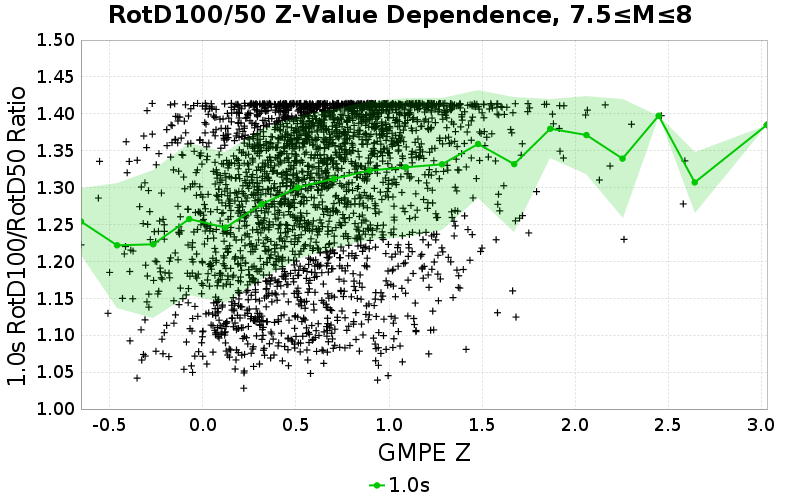 RotD100/50 Z-Value Dependence, 7.5≤M≤8
1.50
1.45
1.40
1.35
1.30
1.25
1.20
1.15
1.10
1.05
1.00
1.0s RotD100/RotD50 Ratio
-0.5 0.0 0.5 1.0 1.5 2.0 2.5 3.0
GMPE Z
1.0s